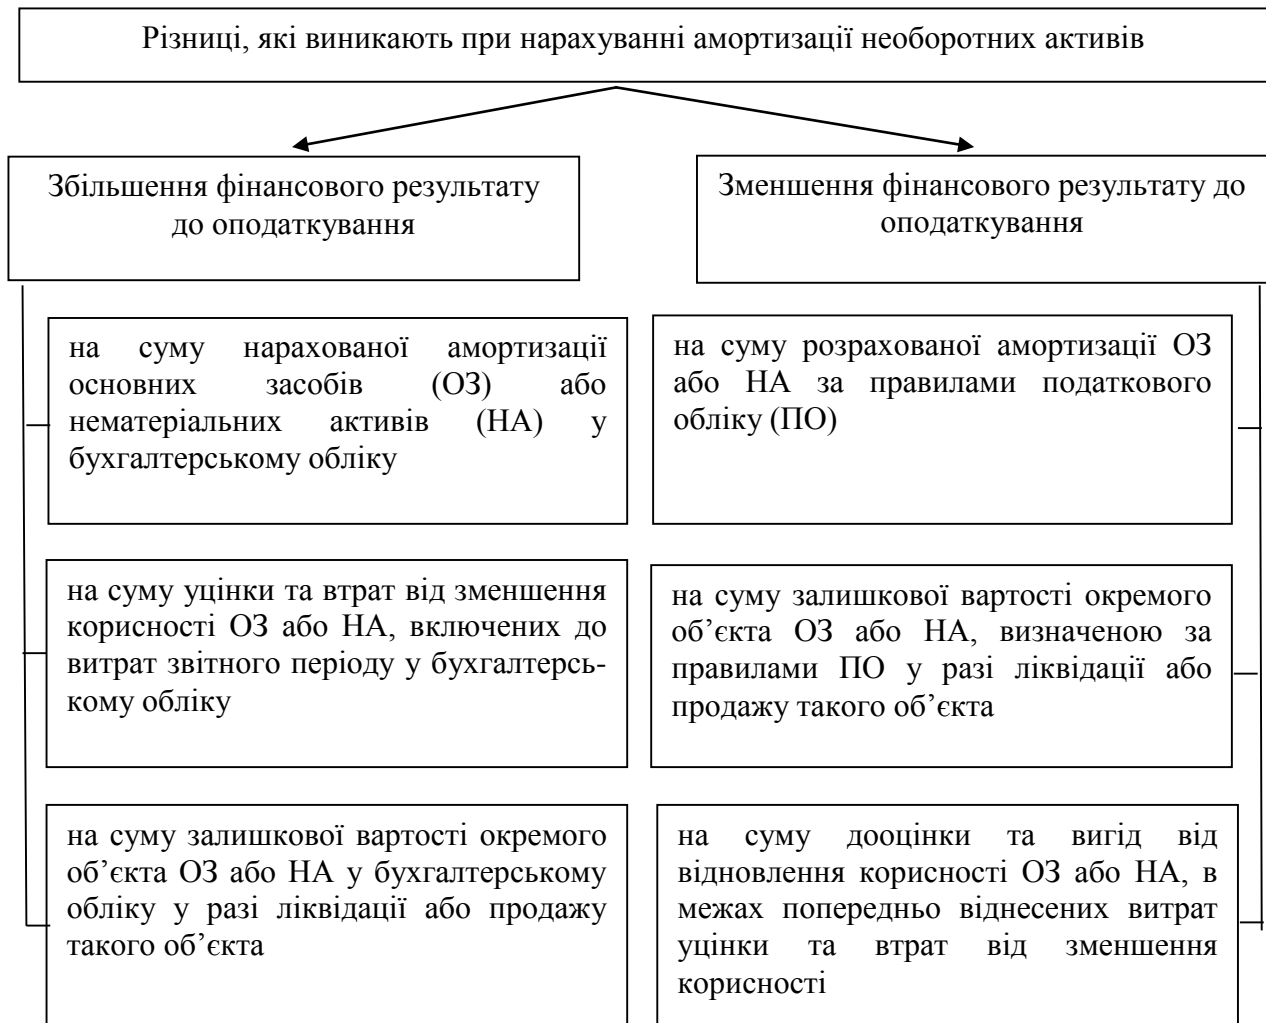 Різниці, які виникають при нарахуванні амортизації необоротних активів
Збільшення фінансового результату
до оподаткування
Зменшення фінансового результату до
оподаткування
на суму нарахованої амортизації
основних засобів (ОЗ) або
нематеріальних активів (НА) у
бухгалтерському обліку
на суму розрахованої амортизації ОЗ
або НА за правилами податкового
обліку (ПО)
на суму уцінки та втрат від зменшення
корисності ОЗ або НА, включених до
витрат звітного періоду у бухгалтерсь-
кому обліку
на суму залишкової вартості окремого
об’єкта ОЗ або НА, визначеною за
правилами ПО у разі ліквідації або
продажу такого об’єкта
на суму залишкової вартості окремого
об’єкта ОЗ або НА у бухгалтерському
обліку у разі ліквідації або продажу
такого об’єкта
на суму дооцінки та вигід від
відновлення корисності ОЗ або НА, в
межах попередньо віднесених витрат
уцінки та втрат від зменшення
корисності